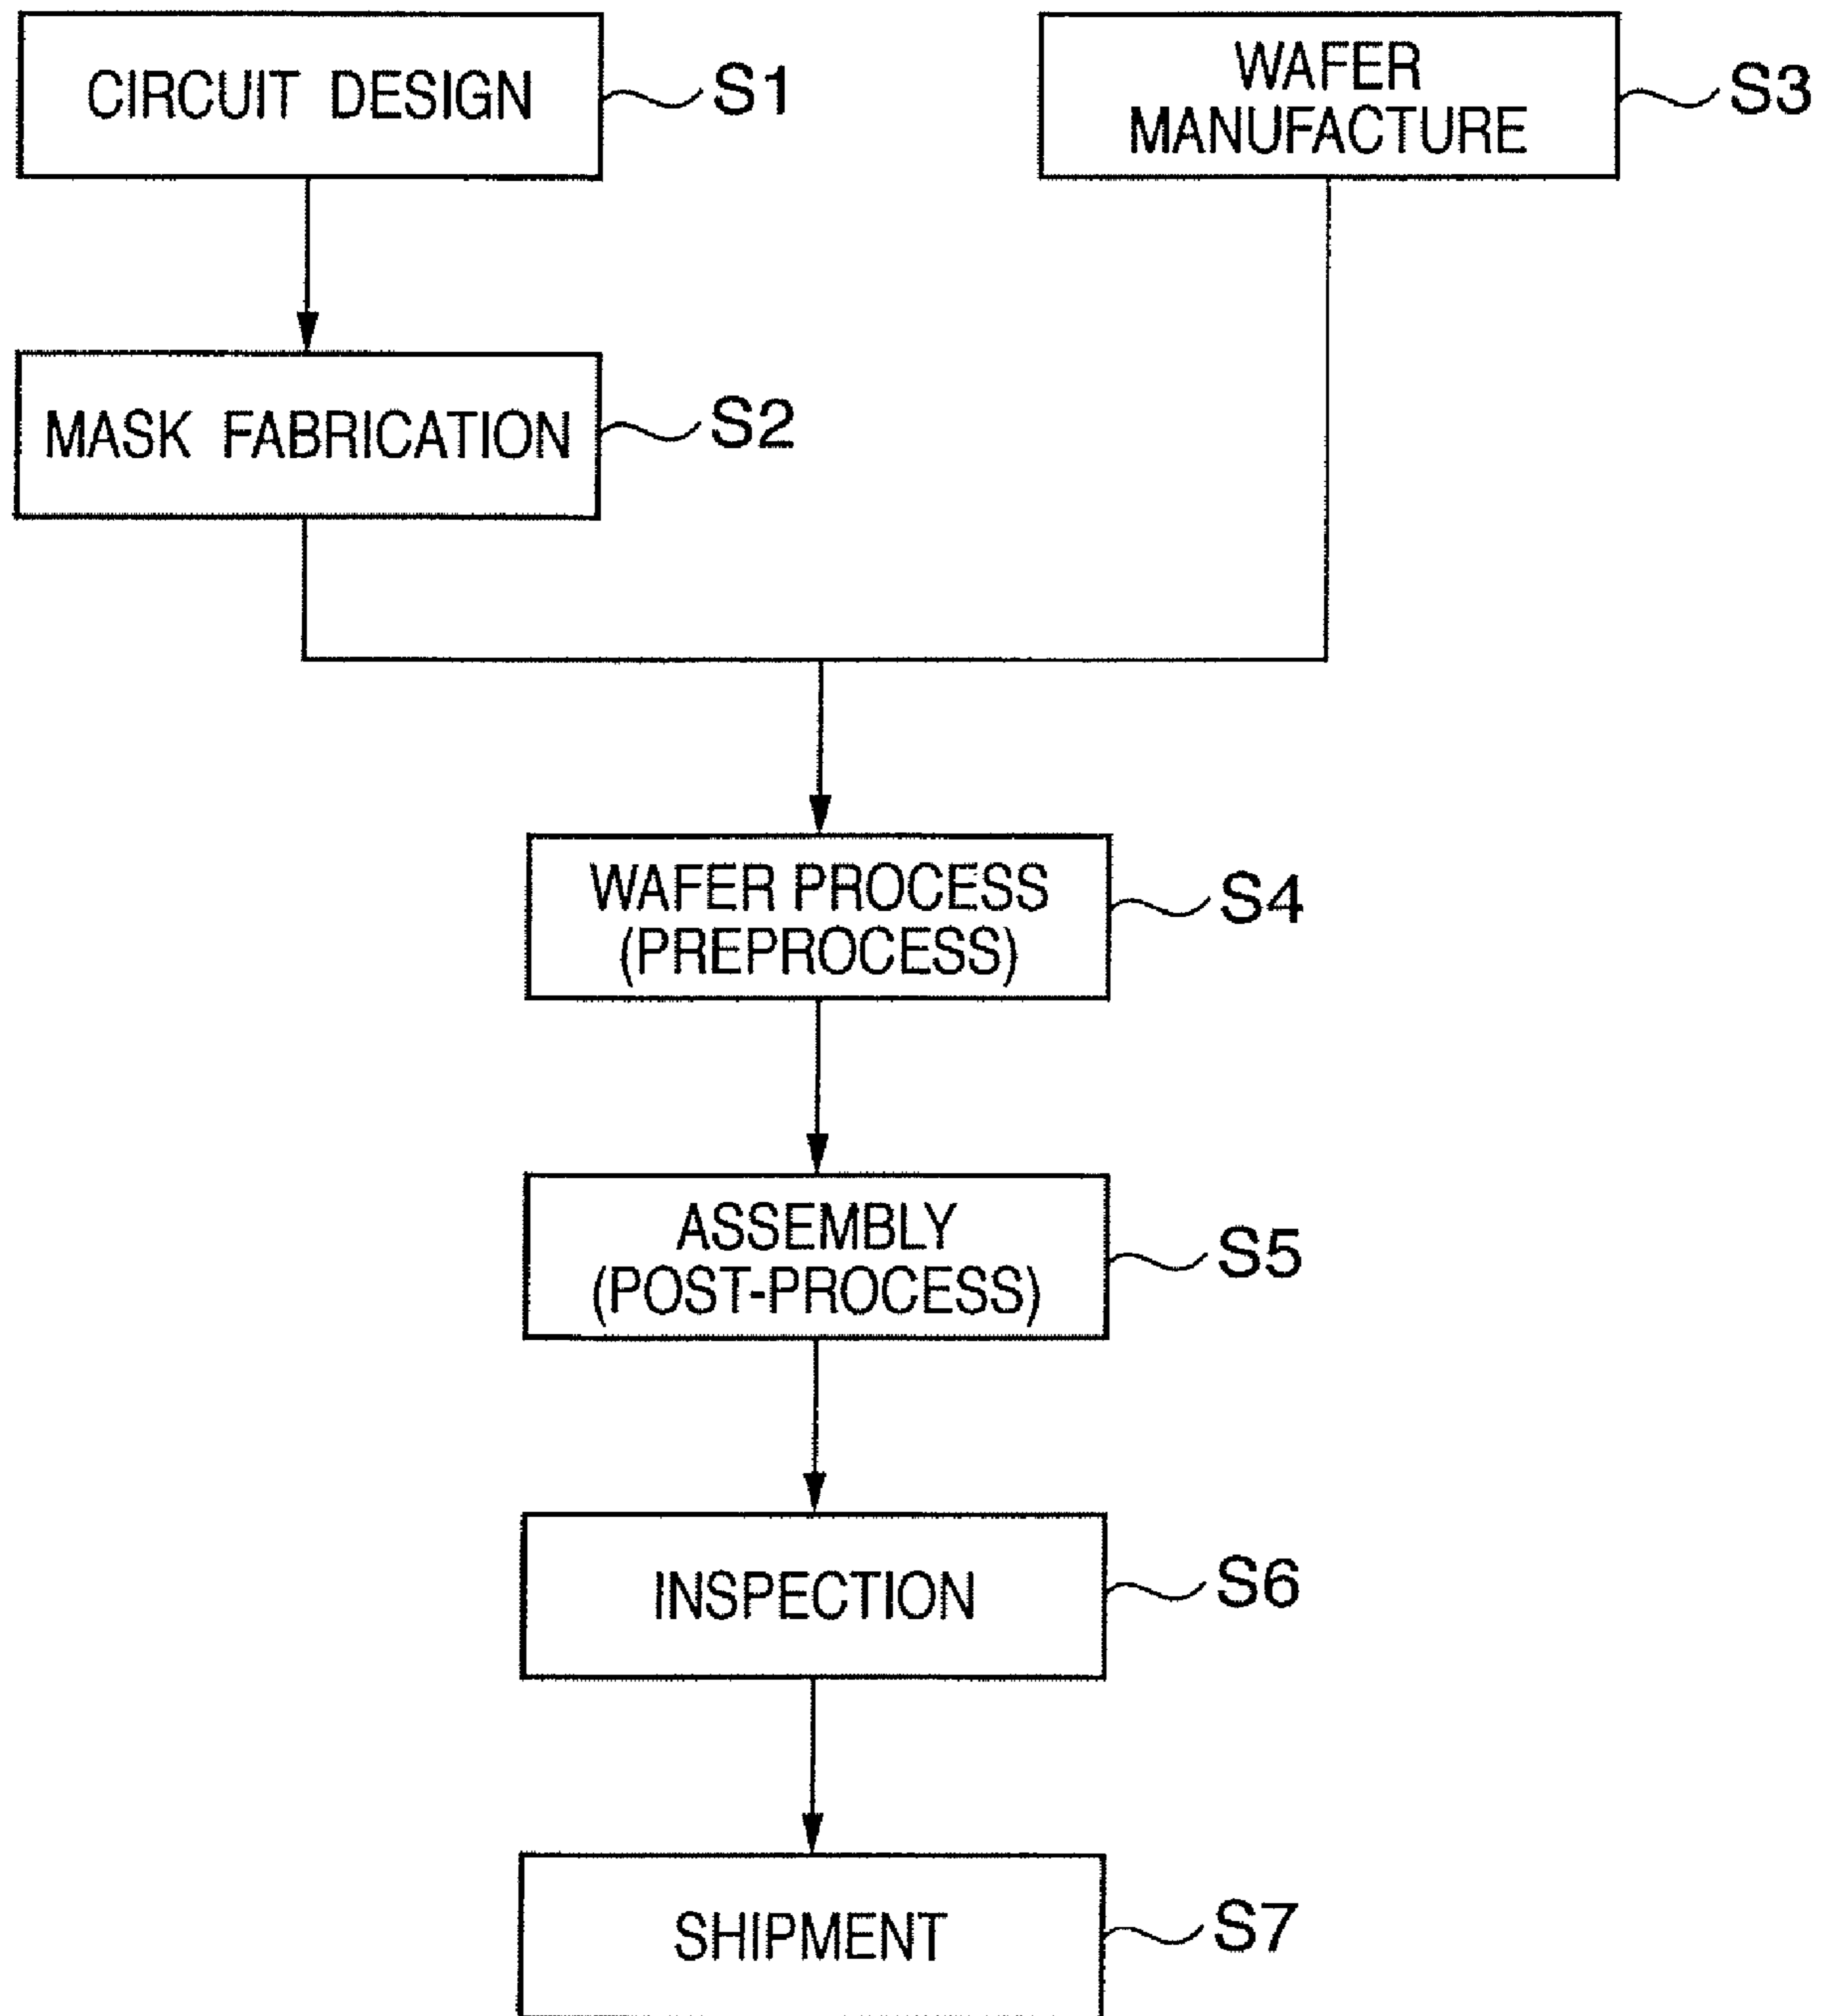 CIRCUIT DESIGN
S1
WAFER
MANUFACTURE
S3
MASK FABRICATION
S2
WAFER PROCESS
(PREPROCESS)
S4
ASSEMBLY
(POST-PROCESS)
S5
INSPECTION
S6
SHIPMENT
S7